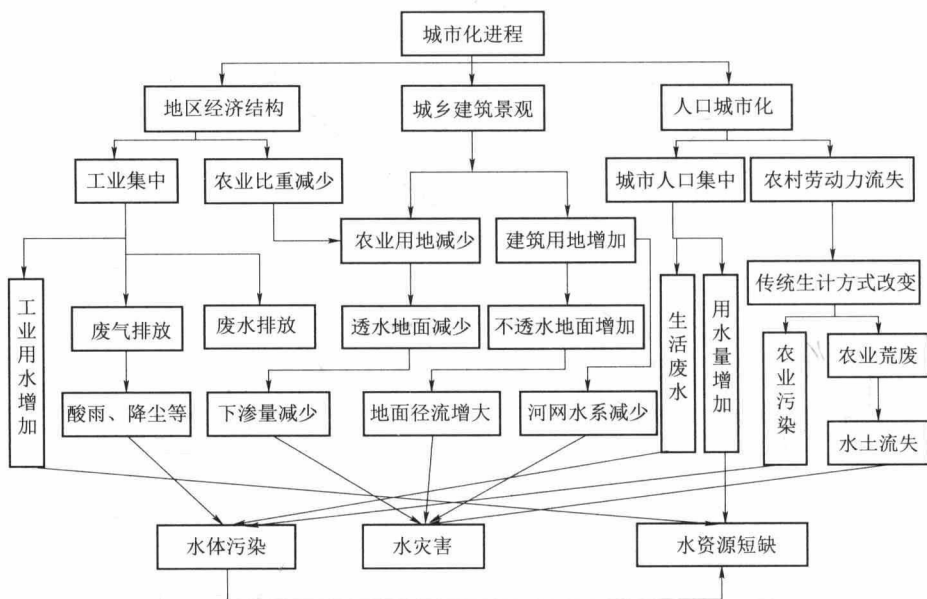 城市化进程
地区经济结构
城乡建筑景观
人口城市化
工业集中
农业比重减少
城市人口集中
农村劳动力流失
农业用地减少
建筑用地增加
传统生计方式改变
工业用水增加
废气排放
废水排放
透水地面减少
不透水地面增加
生活废水
用水量增加
农业污染
农业荒废
酸雨、降尘等
下渗量减少
地面径流增大
河网水系减少
水土流失
水体污染
水灾害
水资源短缺